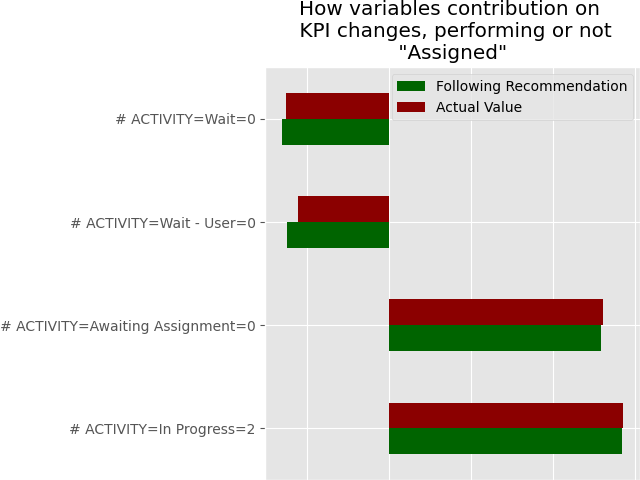 How variables contribution on
KPI changes, performing or not
"Assigned"
Following Recommendation
Actual Value
# ACTIVITY=Wait=0
# ACTIVITY=Wait - User=0
# ACTIVITY=Awaiting Assignment=0
# ACTIVITY=In Progress=2